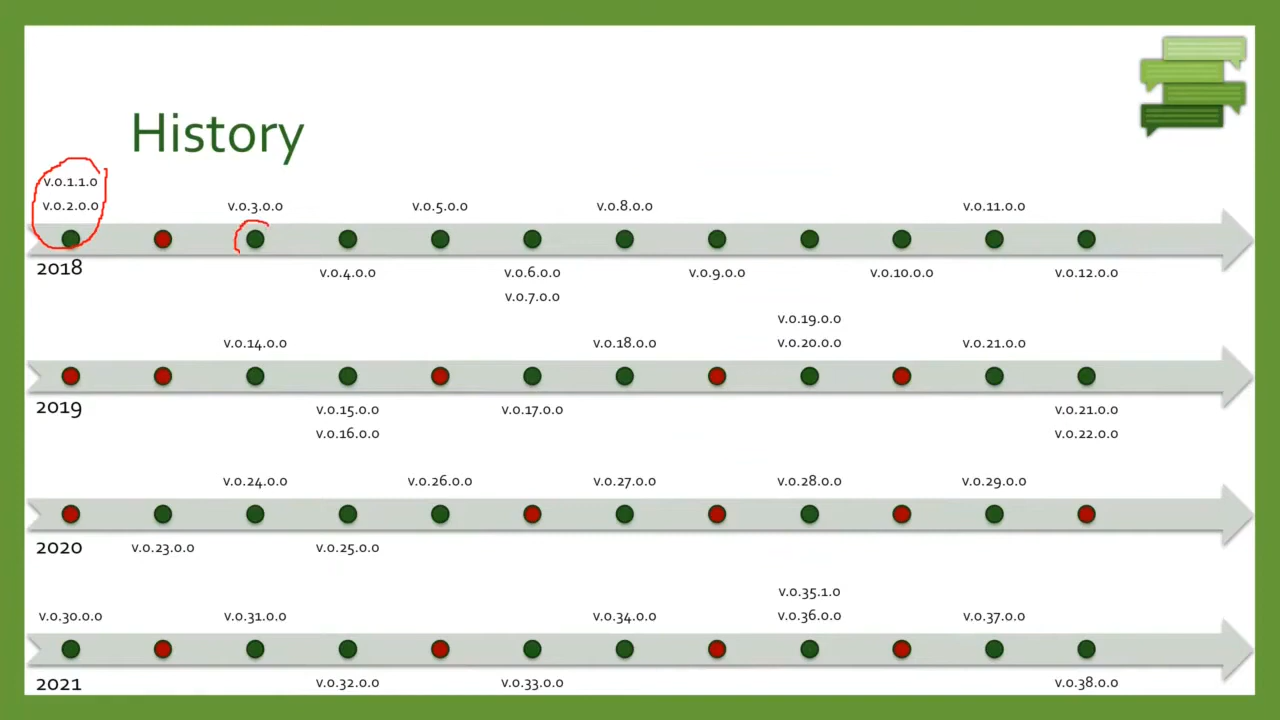 History
v.0.1.1.0
v.0.2.0.0
v.0.3.0.0 v.0.5.0.0 v.0.8.0.0 v.0.11.0.0
2018
v.0.4.0.0 v.0.6.0.0 v.0.9.0.0 v.0.10.0.0 v.0.12.0.0
v.0.7.0.0
v.0.19.0.0
v.0.14.0.0 v.0.18.0.0 v.0.20.0.0 v.0.21.0.0
2019
v.0.15.0.0 v.0.17.0.0 v.0.21.0.0
v.0.16.0.0 v.0.22.0.0
v.0.24.0.0 v.0.26.0.0 v.0.27.0.0 v.0.28.0.0 v.0.29.0.0
2020
v.0.23.0.0 v.0.25.0.0
v.0.35.1.0
v.0.30.0.0 v.0.31.0.0 v.0.34.0.0 v.0.36.0.0 v.0.37.0.0
2021
v.0.32.0.0 v.0.33.0.0 v.0.38.0.0